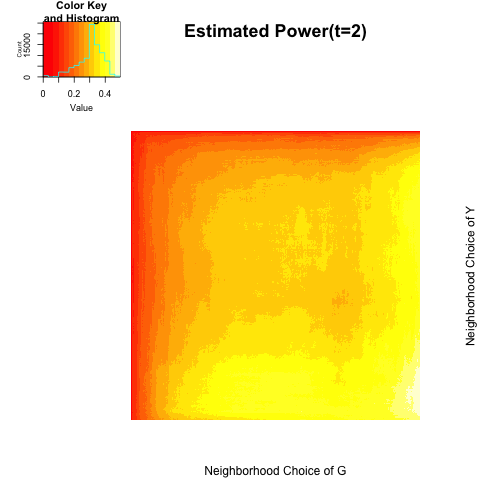 Color Key
and Histogram
Estimated Power(t=2)
Count
0 15000
0 0.2 0.4
Value
Neighborhood Choice of Y
Neighborhood Choice of G